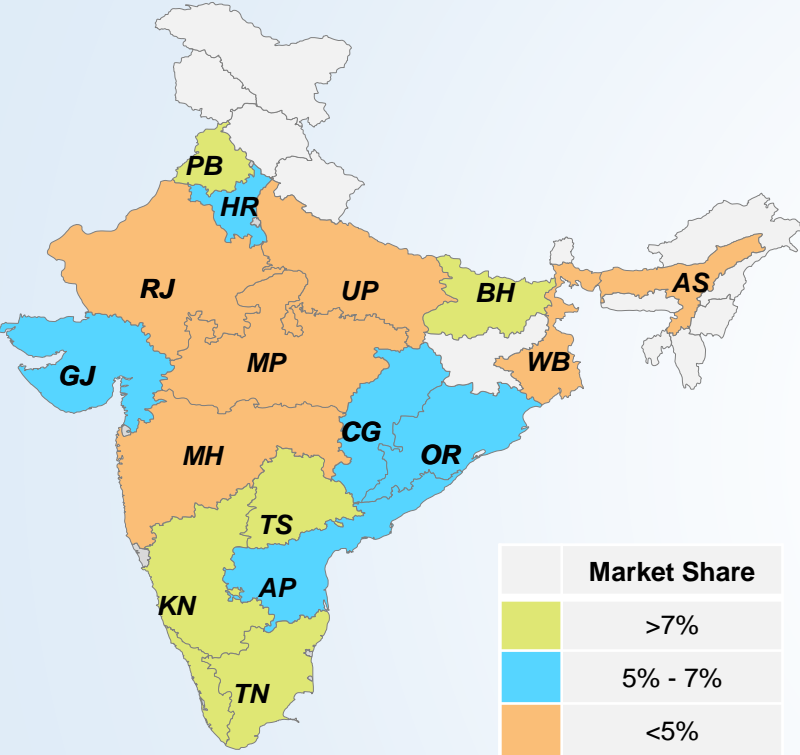 PB
HR
RJ
UP
BH
AS
GJ
MP
WB
CG
MH
OR
TS
AP
KN
TN
Market Share
>7%
5% - 7%
<5%